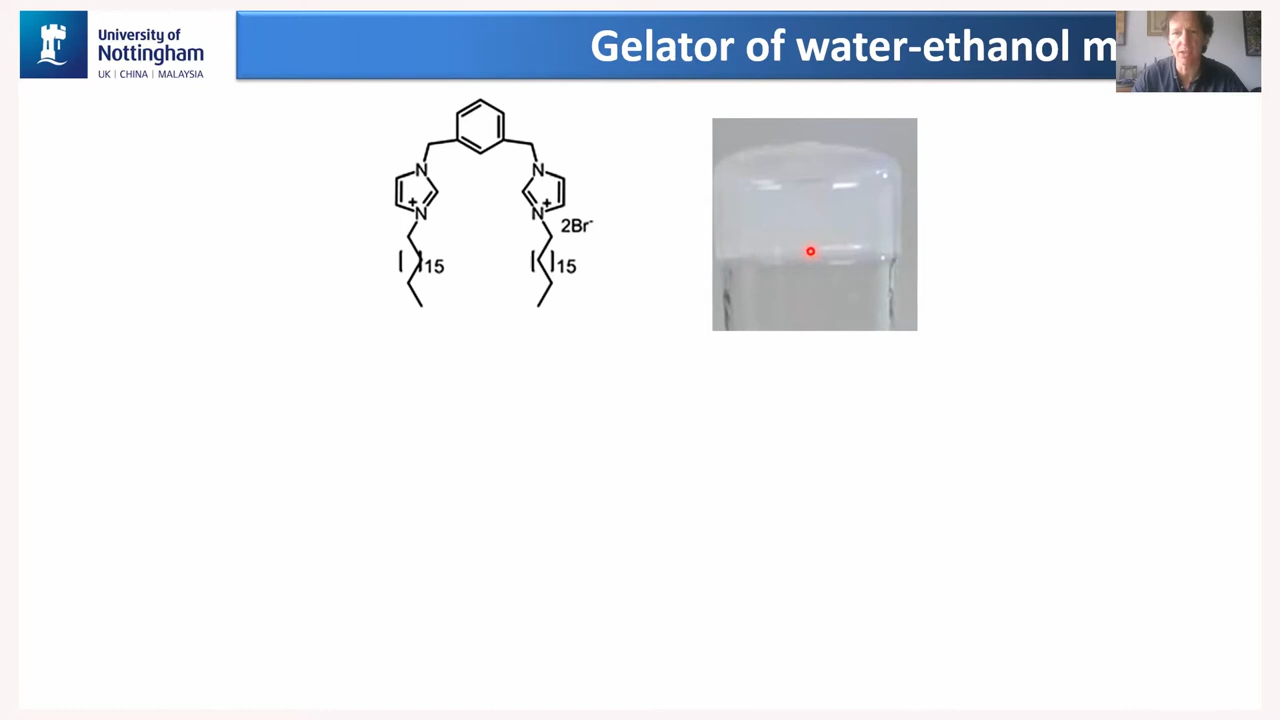 University of
Nottingham
UK | CHINA | MALAYSIA
Gelator of water-ethanol m
N
N
+
N
+
N
2Br-
15
15